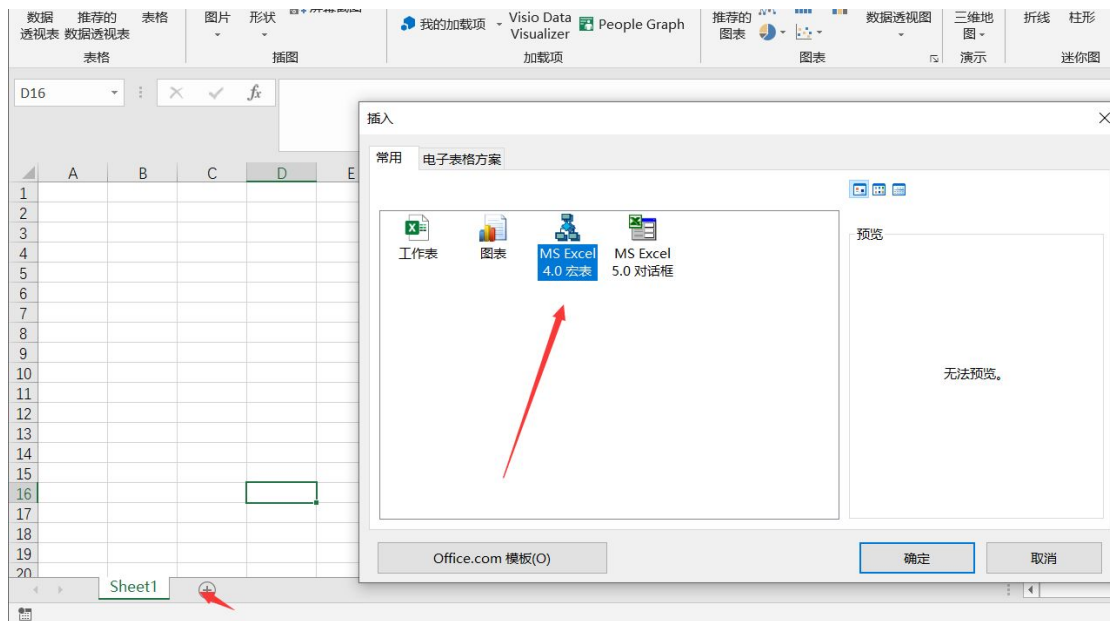 数据 推荐的 表格 图片 形状 屏幕截图 我的加载项 Visio Data People Graph 推荐的 数据透视图 三维地 折线 柱形
透视表 数据透视表 Visualizer 图表 图
表格 插图 加载项 图表 演示 迷你图
D16 fx
插入
常用 电子表格方案
A B C D E
1
2
3
4
5
6
7
8
9
10
11
12
13
14
15
16
17
18
19
20
工作表 图表 MS Excel MS Excel
4.0 宏表 5.0 对话框
预览
无法预览。
Office.com 模板(O) 确定 取消
Sheet1